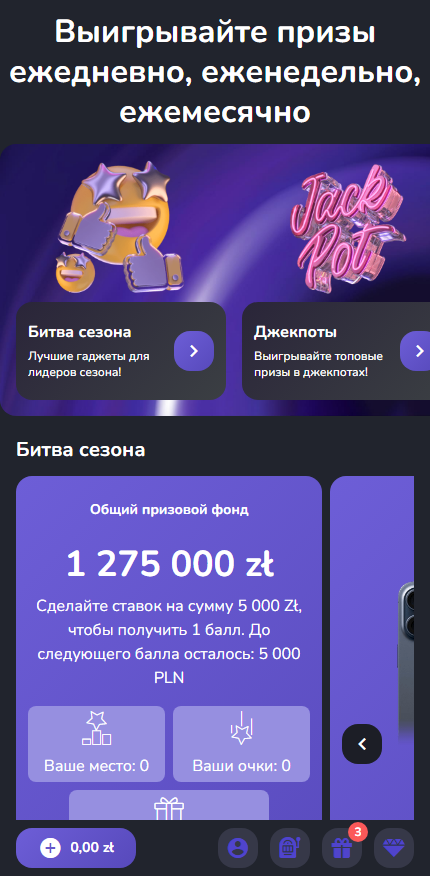 Выигрывайте призы
ежедневно, еженедельно,
ежемесячно
Jack
Pot
Битва сезона
Лучшие гаджеты для
лидеров сезона!
Джекпоты
Выигрывайте топовые
призы в джекпотах!
Битва сезона
Общий призовой фонд
1 275 000 zł
Сделайте ставок на сумму 5 000 Zł,
чтобы получить 1 балл. До
следующего балла осталось: 5 000
PLN
Ваше место: 0
Ваши очки: 0
0,00 zł
3